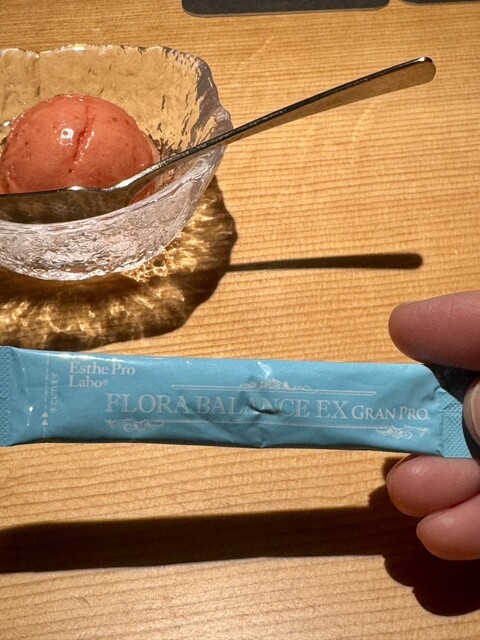 Esthe Pro
Labo®
FLORA BALANCE EX GRAN PRO.